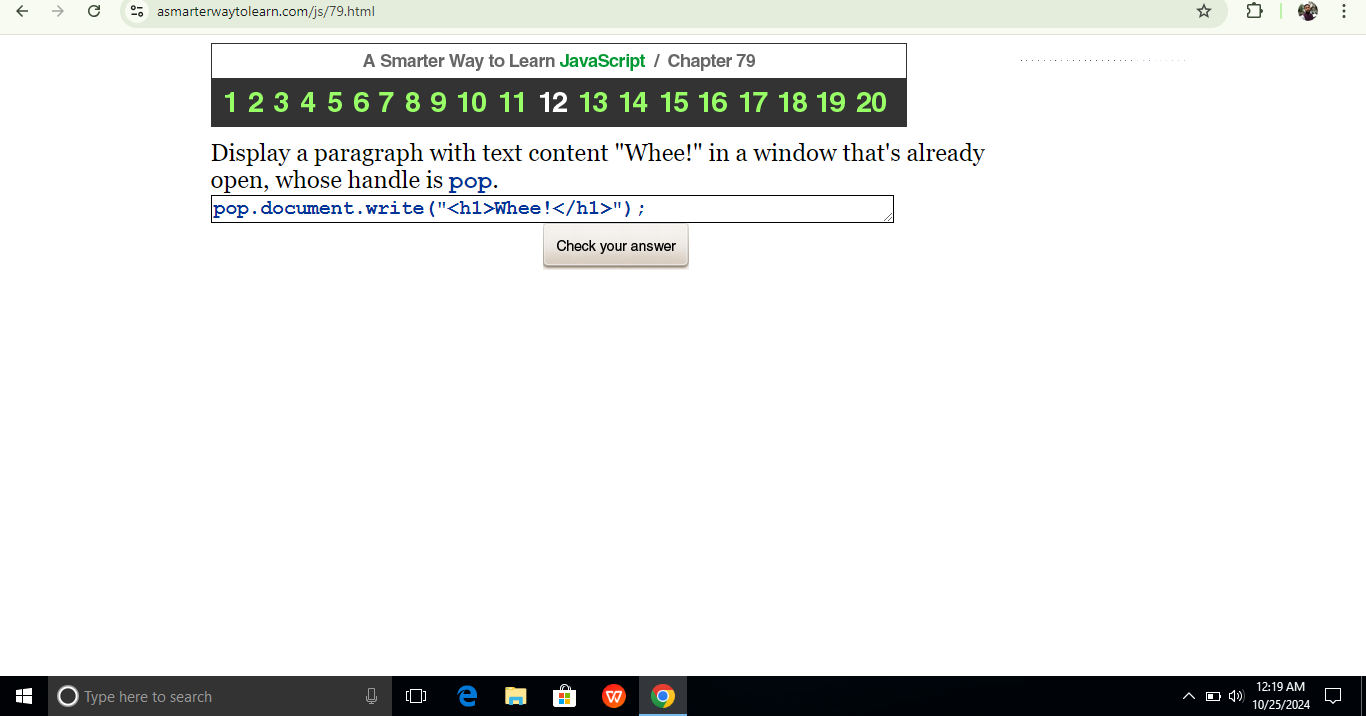 asmarterwaytolearn.com/js/79.html
A Smarter Way to Learn JavaScript / Chapter 79
1 2 3 4 5 6 7 8 9 10 11 12 13 14 15 16 17 18 19 20
Display a paragraph with text content "Whee!" in a window that's already
open, whose handle is pop.
pop.document.write("<h1>Whee!</h1>");
Check your answer
Type here to search
12:19 AM
10/25/2024